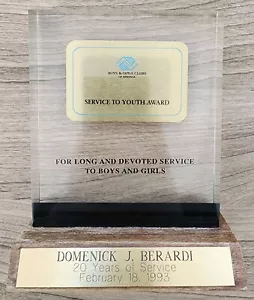 BOYS & GIRLS CLUBS
OF AMERICA
SERVICE TO YOUTH AWARD
FOR LONG AND DEVOTED SERVICE
TO BOYS AND GIRLS
DOMENICK J. BERARDI
20 Years of Service
February 18, 1993